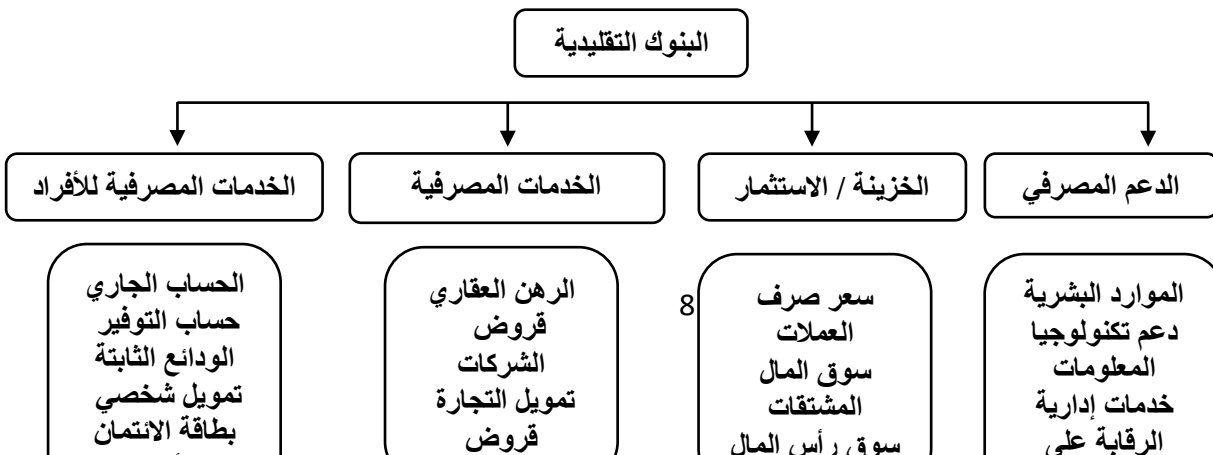 البنوك التقليدية
الدعم المصرفي
الخزينة / الاستثمار
الخدمات المصرفية
الخدمات المصرفية للأفراد
الموارد البشرية
دعم تكنولوجيا
المعلومات
خدمات إدارية
الرقابة على
سعر صرف
العملات
سوق المال
المشتقات
سوق رأس المال
8
الرهن العقاري
قروض
الشركات
تمويل التجارة
قروض
الحساب الجاري
حساب التوفير
الودائع الثابتة
تمويل شخصي
بطاقة الائتمان